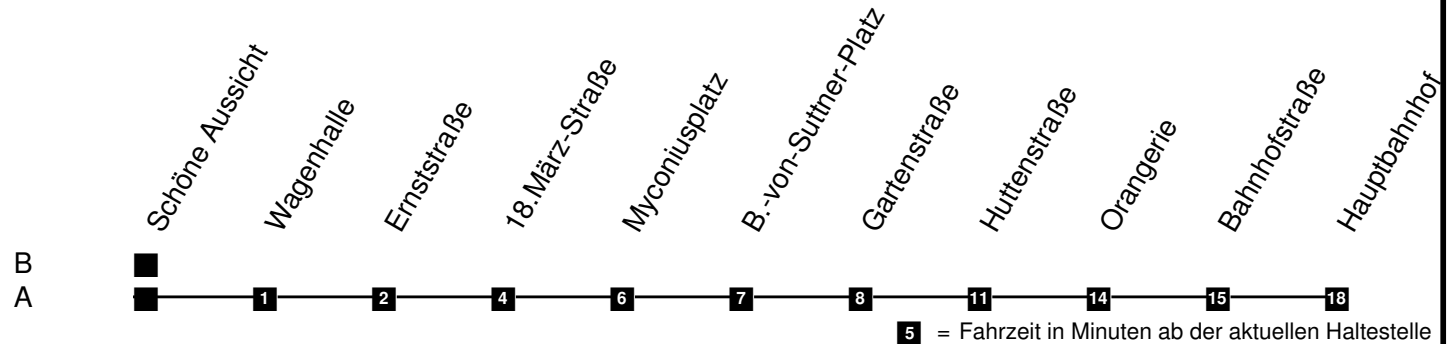 Schöne Aussicht
Wagenhalle
Ernststraße
18.März-Straße
Myconiusplatz
B.-von-Suttner-Platz
Gartenstraße
Huttenstraße
Orangerie
Bahnhofstraße
Hauptbahnhof
B
A 1 2 4 6 7 8 11 14 15 18
5 = Fahrzeit in Minuten ab der aktuellen Haltestelle